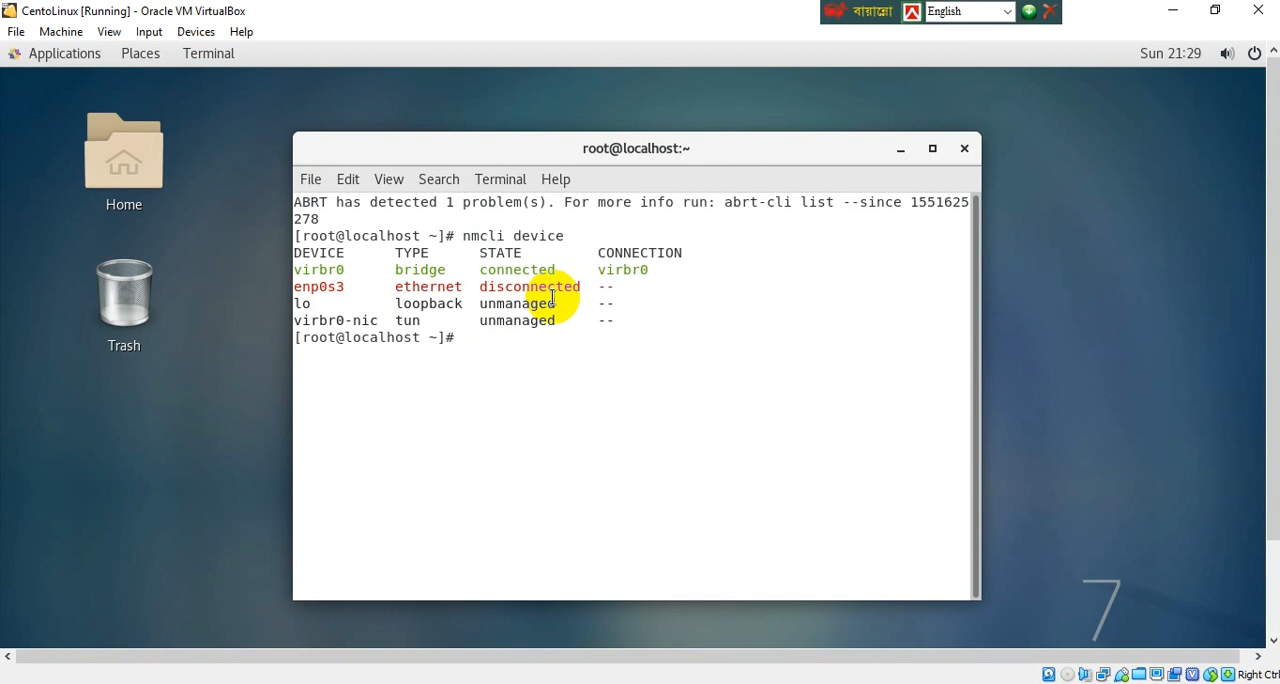 CentoLinux [Running] - Oracle VM VirtualBox
বায়ান্নো English
File Machine View Input Devices Help
Applications Places Terminal Sun 21:29
Home
Trash
root@localhost:~
File Edit View Search Terminal Help
ABRT has detected 1 problem(s). For more info run: abrt-cli list --since 1551625
278
[root@localhost ~]# nmcli device
DEVICE TYPE STATE CONNECTION
virbr0 bridge connected virbr0
enp0s3 ethernet disconnected --
lo loopback unmanaged --
virbr0-nic tun unmanaged --
[root@localhost ~]#
7
Right Ctrl